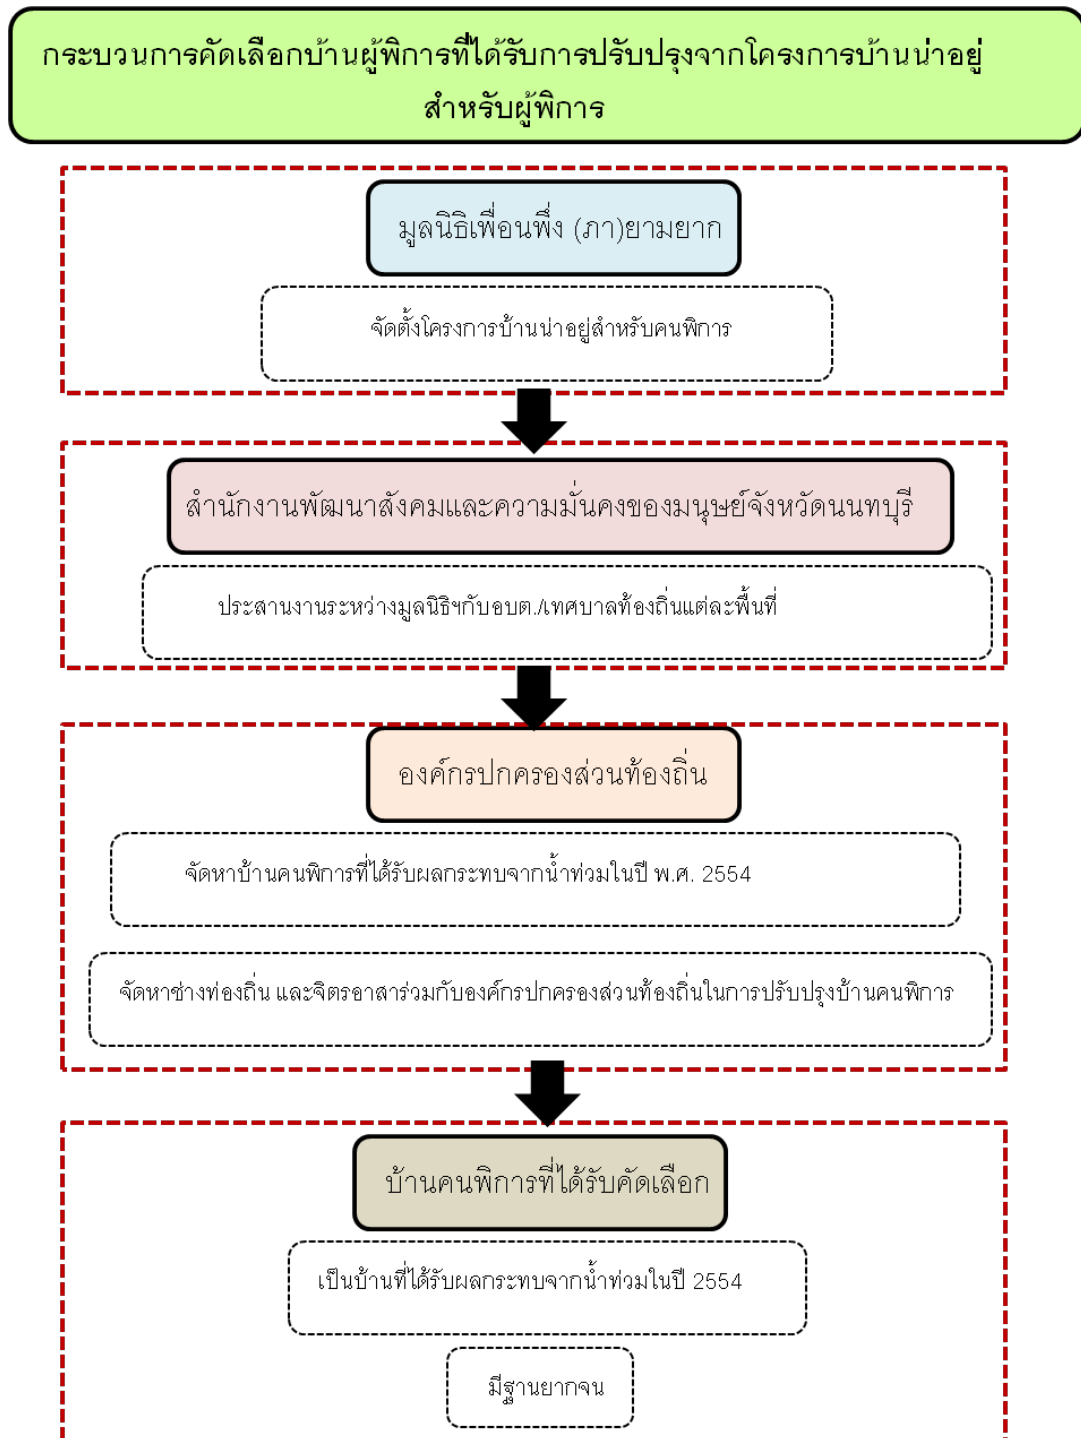 กระบวนการคัดเลือกบ้านผู้พิการที่ได้รับการปรับปรุงจากโครงการบ้านน่าอยู่
สำหรับผู้พิการ
มูลนิธิเพื่อนพึ่ง (ภา)ยามยาก
จัดตั้งโครงการบ้านน่าอยู่สำหรับคนพิการ
สำนักงานพัฒนาสังคมและความมั่นคงของมนุษย์จังหวัดนนทบุรี
ประสานงานระหว่างมูลนิธิฯกับอบต./เทศบาลท้องถิ่นแต่ละพื้นที่
องค์กรปกครองส่วนท้องถิ่น
จัดหาบ้านคนพิการที่ได้รับผลกระทบจากน้ำท่วมในปี พ.ศ. 2554
จัดหาช่างท่องถิ่น และจิตรอาสาร่วมกับองค์กรปกครองส่วนท้องถิ่นในการปรับปรุงบ้านคนพิการ
บ้านคนพิการที่ได้รับคัดเลือก
เป็นบ้านที่ได้รับผลกระทบจากน้ำท่วมในปี 2554
มีฐานยากจน